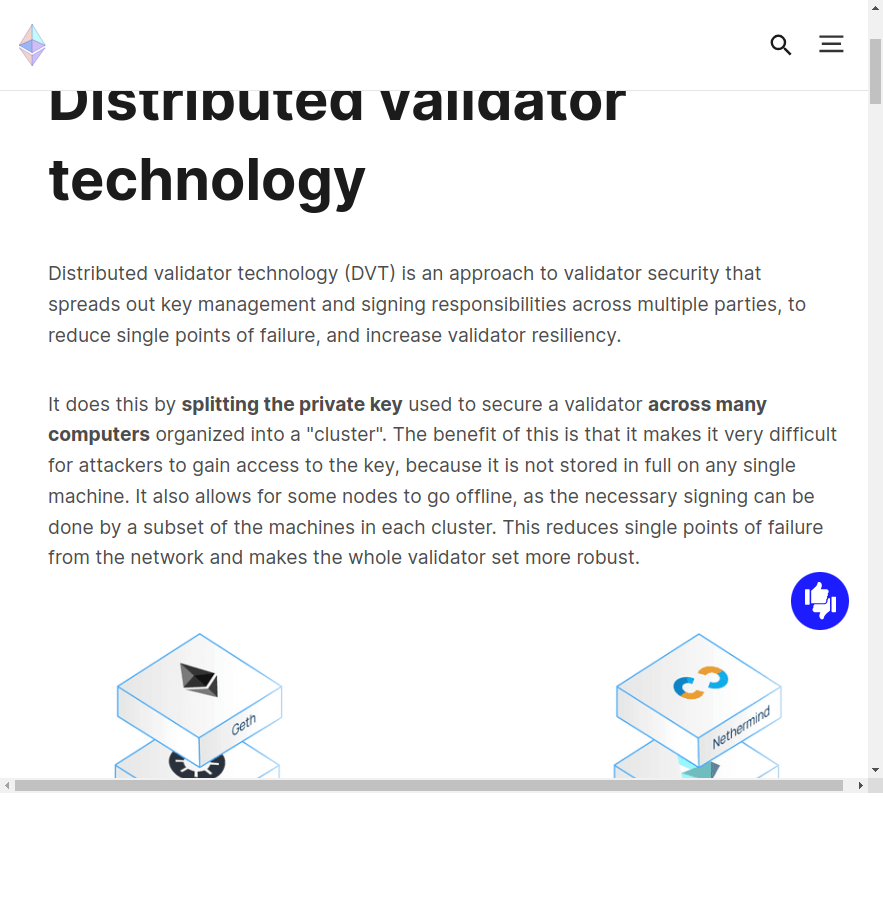 Distributed validator
technology
Distributed validator technology (DVT) is an approach to validator security that
spreads out key management and signing responsibilities across multiple parties, to
reduce single points of failure, and increase validator resiliency.
It does this by splitting the private key used to secure a validator across many
computers organized into a "cluster". The benefit of this is that it makes it very difficult
for attackers to gain access to the key, because it is not stored in full on any single
machine. It also allows for some nodes to go offline, as the necessary signing can be
done by a subset of the machines in each cluster. This reduces single points of failure
from the network and makes the whole validator set more robust.
Geth
Nethermind